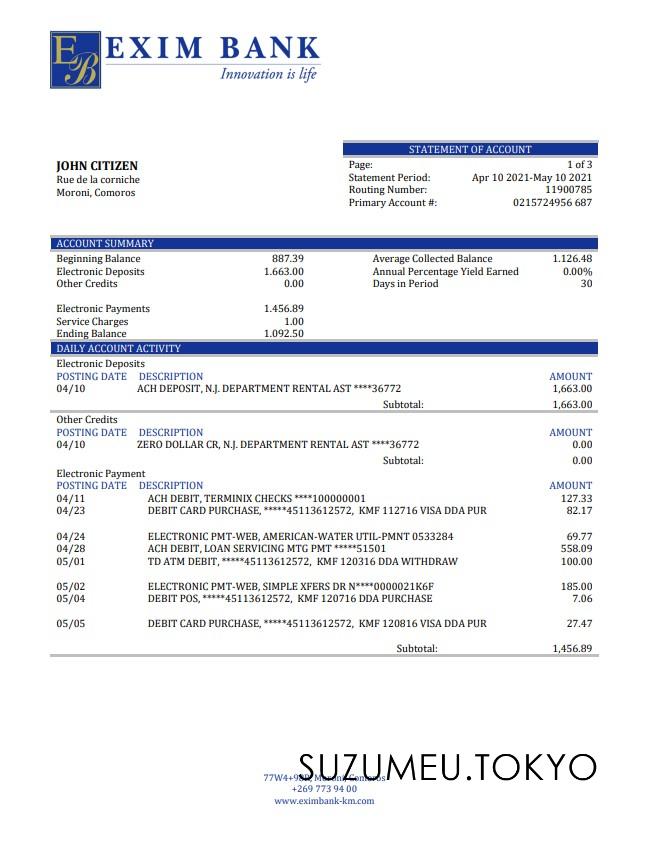 EB EXIM BANK
Innovation is life
STATEMENT OF ACCOUNT
JOHN CITIZEN
Rue de la corniche
Moroni, Comoros
Page: 1 of 3
Statement Period: Apr 10 2021-May 10 2021
Routing Number: 11900785
Primary Account #: 0215724956 687
ACCOUNT SUMMARY
Beginning Balance 887.39 Average Collected Balance 1.126.48
Electronic Deposits 1.663.00 Annual Percentage Yield Earned 0.00%
Other Credits 0.00 Days in Period 30
Electronic Payments 1.456.89
Service Charges 1.00
Ending Balance 1.092.50
DAILY ACCOUNT ACTIVITY
Electronic Deposits
POSTING DATE DESCRIPTION AMOUNT
04/10 ACH DEPOSIT, N.J. DEPARTMENT RENTAL AST ****36772 1,663.00
Subtotal: 1,663.00
Other Credits
POSTING DATE DESCRIPTION AMOUNT
04/10 ZERO DOLLAR CR, N.J. DEPARTMENT RENTAL AST ****36772 0.00
Subtotal: 0.00
Electronic Payment
POSTING DATE DESCRIPTION AMOUNT
04/11 ACH DEBIT, TERMINIX CHECKS ****100000001 127.33
04/23 DEBIT CARD PURCHASE, *****45113612572, KMF 112716 VISA DDA PUR 82.17
04/24 ELECTRONIC PMT-WEB, AMERICAN-WATER UTIL-PMNT 0533284 69.77
04/28 ACH DEBIT, LOAN SERVICING MTG PMT *****51501 558.09
05/01 TD ATM DEBIT, *****45113612572, KMF 120316 DDA WITHDRAW 100.00
05/02 ELECTRONIC PMT-WEB, SIMPLE XFERS DR N****0000021K6F 185.00
05/04 DEBIT POS, *****45113612572, KMF 120716 DDA PURCHASE 7.06
05/05 DEBIT CARD PURCHASE, *****45113612572, KMF 120816 VISA DDA PUR 27.47
Subtotal: 1,456.89
SUZUMEU.TOKYO
Moroni, Comoros
+269 773 94 00
www.eximbank-km.com